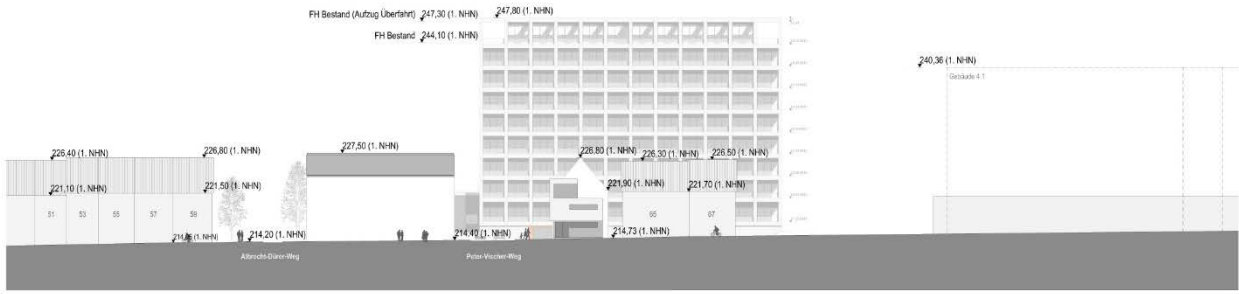 FH Bestand (Aufzug Überfahrt) 247,30 (1. NHN) 247,80 (1. NHN)
FH Bestand 244,10 (1. NHN)
240,36 (1. NHN)
Gebäude 4.1
226,40 (1. NHN) 226,80 (1. NHN) 227,50 (1. NHN) 226,80 (1. NHN) 226,30 (1. NHN) 226,50 (1. NHN)
221,10 (1. NHN) 221,50 (1. NHN) 221,90 (1. NHN) 221,70 (1. NHN)
51 53 55 57 59 65 67
(1. NHN) 214,20 (1. NHN) 214,40 (1. NHN) 214,73 (1. NHN)
Albrecht-Dürer-Weg Peter-Vischer-Weg